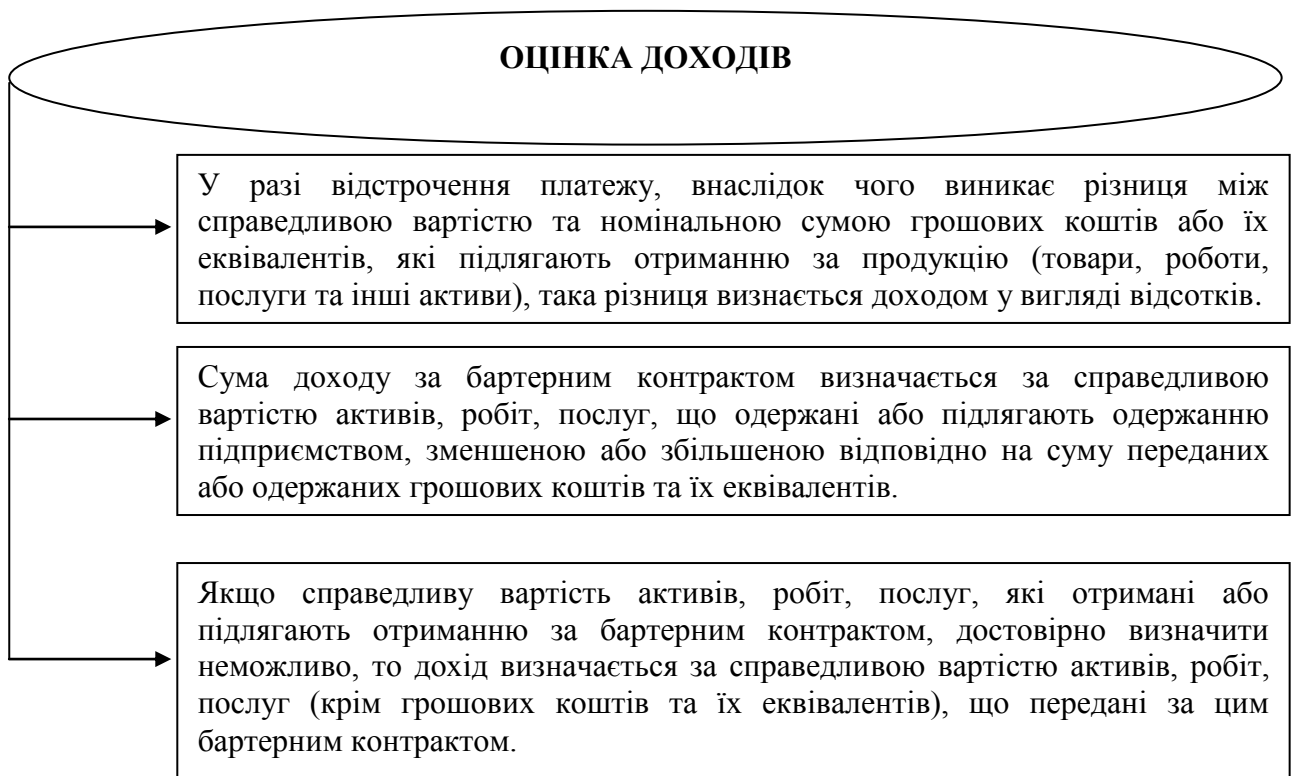 ОЦІНКА ДОХОДІВ
У разі відстрочення платежу, внаслідок чого виникає різниця між
справедливою вартістю та номінальною сумою грошових коштів або їх
еквівалентів, які підлягають отриманню за продукцію (товари, роботи,
послуги та інші активи), така різниця визнається доходом у вигляді відсотків.
Сума доходу за бартерним контрактом визначається за справедливою
вартістю активів, робіт, послуг, що одержані або підлягають одержанню
підприємством, зменшеною або збільшеною відповідно на суму переданих
або одержаних грошових коштів та їх еквівалентів.
Якщо справедливу вартість активів, робіт, послуг, які отримані або
підлягають отриманню за бартерним контрактом, достовірно визначити
неможливо, то дохід визначається за справедливою вартістю активів, робіт,
послуг (крім грошових коштів та їх еквівалентів), що передані за цим
бартерним контрактом.